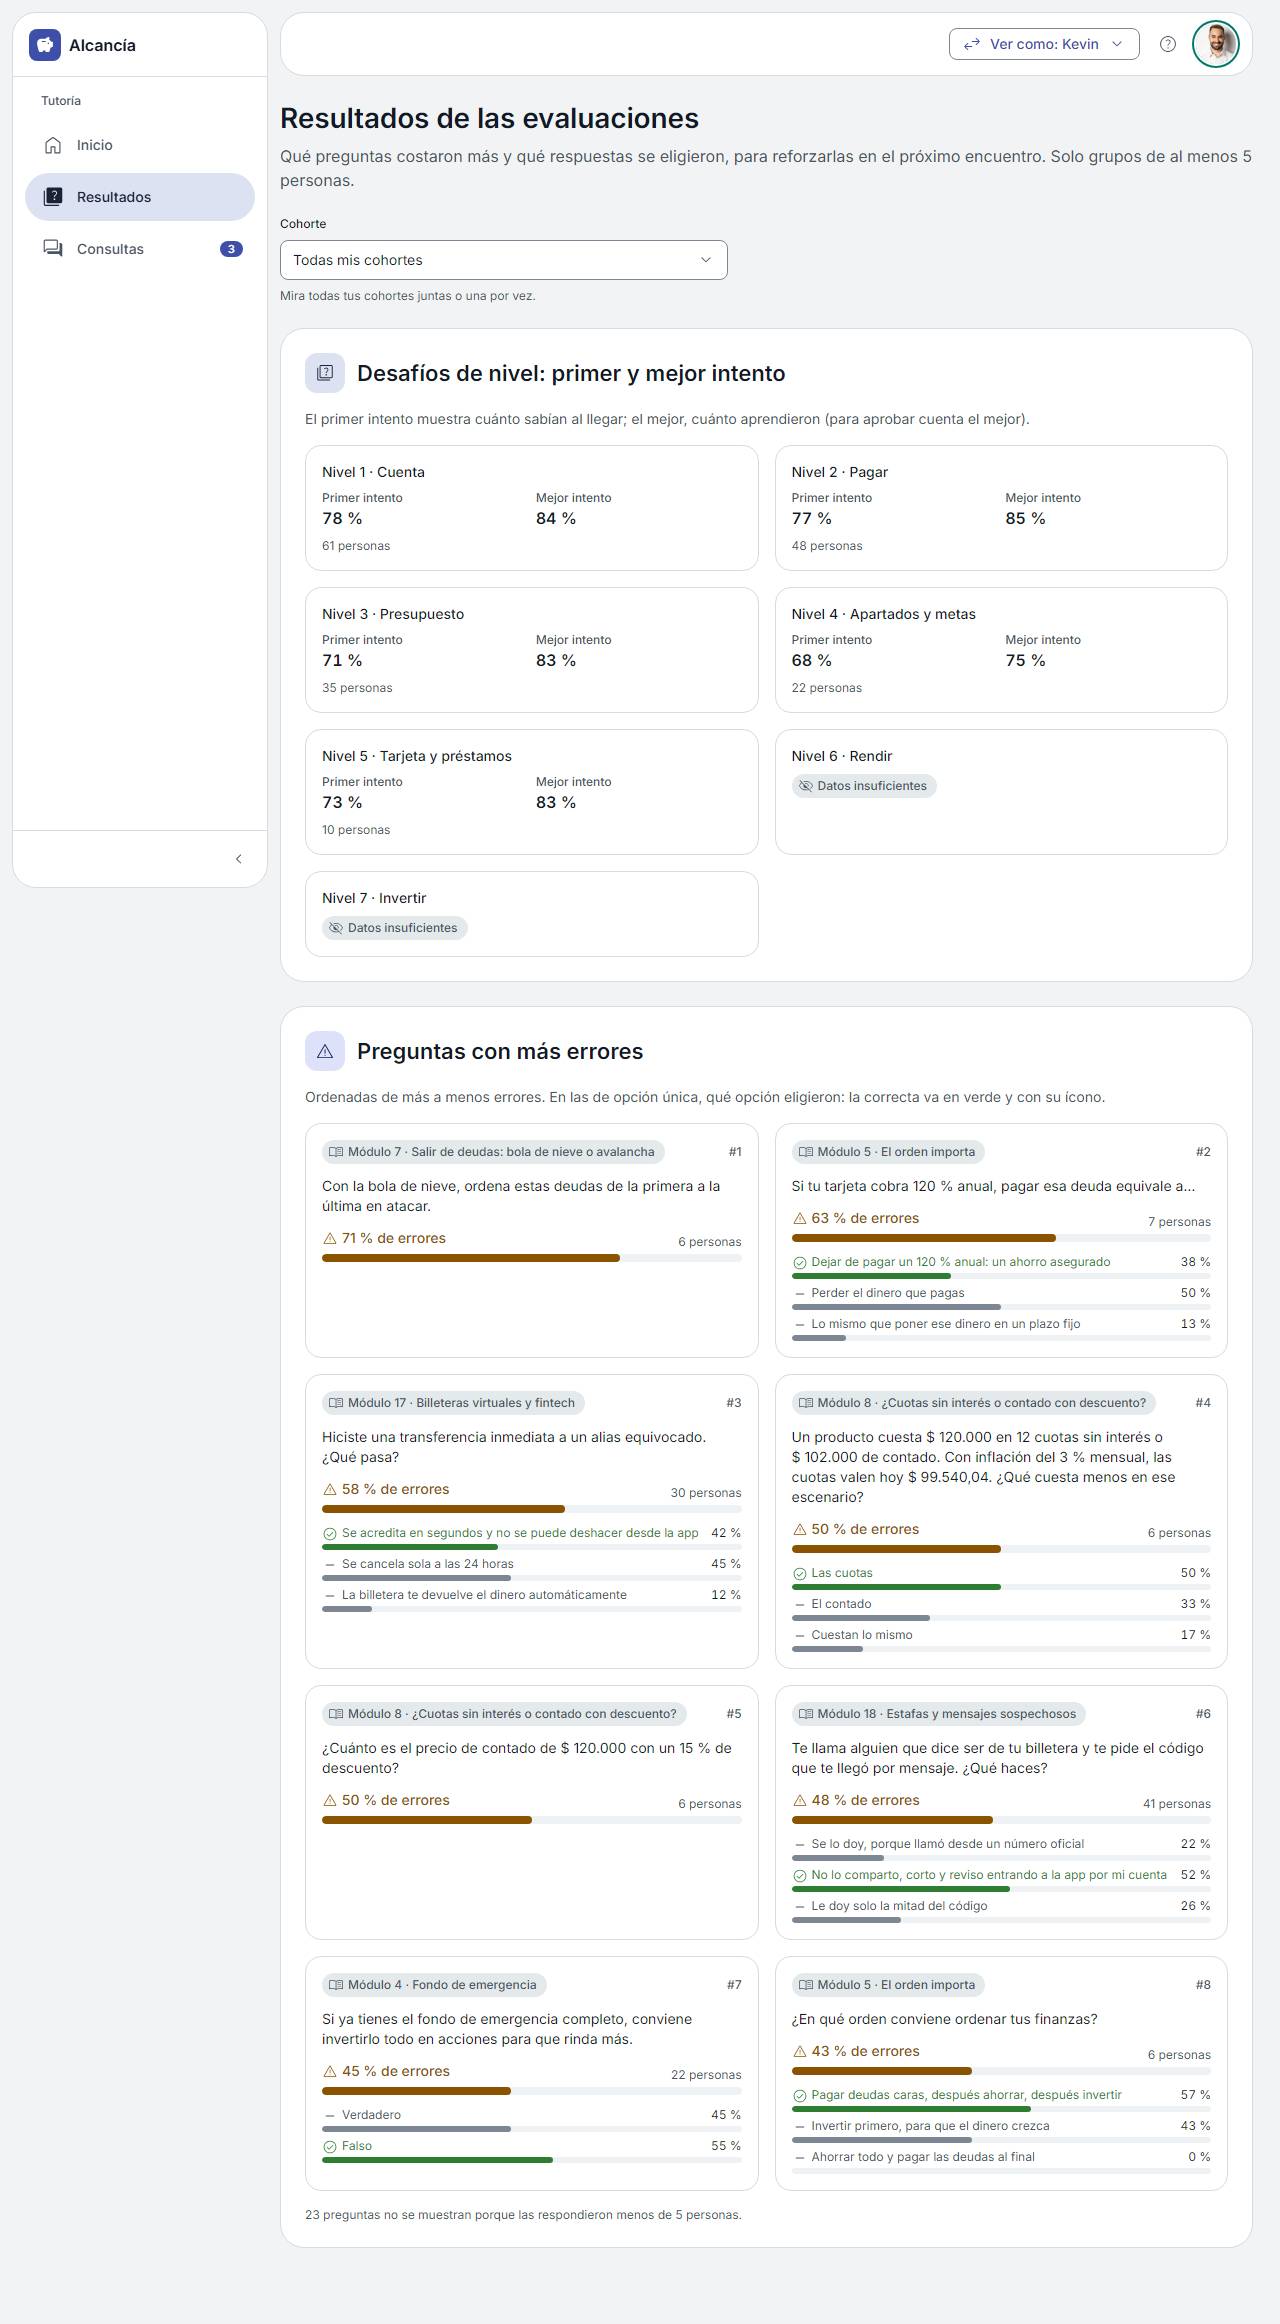 Alcancía
Ver como: Kevin
Tutoría
Inicio
Resultados
Consultas
3
Resultados de las evaluaciones
Qué preguntas costaron más y qué respuestas se eligieron, para reforzarlas en el próximo encuentro. Solo grupos de al menos 5
personas.
Cohorte
Todas mis cohortes
Mira todas tus cohortes juntas o una por vez.
Desafíos de nivel: primer y mejor intento
El primer intento muestra cuánto sabían al llegar; el mejor, cuánto aprendieron (para aprobar cuenta el mejor).
Nivel 1 · Cuenta
Primer intento
Mejor intento
78 %
84 %
61 personas
Nivel 2 · Pagar
Primer intento
Mejor intento
77 %
85 %
48 personas
Nivel 3 · Presupuesto
Primer intento
Mejor intento
71 %
83 %
35 personas
Nivel 4 · Apartados y metas
Primer intento
Mejor intento
68 %
75 %
22 personas
Nivel 5 · Tarjeta y préstamos
Primer intento
Mejor intento
73 %
83 %
10 personas
Nivel 6 · Rendir
Datos insuficientes
Nivel 7 · Invertir
Datos insuficientes
Preguntas con más errores
Ordenadas de más a menos errores. En las de opción única, qué opción eligieron: la correcta va en verde y con su ícono.
Módulo 7 · Salir de deudas: bola de nieve o avalancha
#1
Con la bola de nieve, ordena estas deudas de la primera a la
última en atacar.
71 % de errores
6 personas
Módulo 5 · El orden importa
#2
Si tu tarjeta cobra 120 % anual, pagar esa deuda equivale a...
63 % de errores
7 personas
Dejar de pagar un 120 % anual: un ahorro asegurado
38 %
Perder el dinero que pagas
50 %
Lo mismo que poner ese dinero en un plazo fijo
13 %
Módulo 17 · Billeteras virtuales y fintech
#3
Hiciste una transferencia inmediata a un alias equivocado.
¿Qué pasa?
58 % de errores
30 personas
Se acredita en segundos y no se puede deshacer desde la app
42 %
Se cancela sola a las 24 horas
45 %
La billetera te devuelve el dinero automáticamente
12 %
Módulo 8 · ¿Cuotas sin interés o contado con descuento?
#4
Un producto cuesta $ 120.000 en 12 cuotas sin interés o
$ 102.000 de contado. Con inflación del 3 % mensual, las
cuotas valen hoy $ 99.540,04. ¿Qué cuesta menos en ese
escenario?
50 % de errores
6 personas
Las cuotas
50 %
El contado
33 %
Cuestan lo mismo
17 %
Módulo 8 · ¿Cuotas sin interés o contado con descuento?
#5
¿Cuánto es el precio de contado de $ 120.000 con un 15 % de
descuento?
50 % de errores
6 personas
Módulo 18 · Estafas y mensajes sospechosos
#6
Te llama alguien que dice ser de tu billetera y te pide el código
que te llegó por mensaje. ¿Qué haces?
48 % de errores
41 personas
Se lo doy, porque llamó desde un número oficial
22 %
No lo comparto, corto y reviso entrando a la app por mi cuenta
52 %
Le doy solo la mitad del código
26 %
Módulo 4 · Fondo de emergencia
#7
Si ya tienes el fondo de emergencia completo, conviene
invertirlo todo en acciones para que rinda más.
45 % de errores
22 personas
Verdadero
45 %
Falso
55 %
Módulo 5 · El orden importa
#8
¿En qué orden conviene ordenar tus finanzas?
43 % de errores
6 personas
Pagar deudas caras, después ahorrar, después invertir
57 %
Invertir primero, para que el dinero crezca
43 %
Ahorrar todo y pagar las deudas al final
0 %
23 preguntas no se muestran porque las respondieron menos de 5 personas.